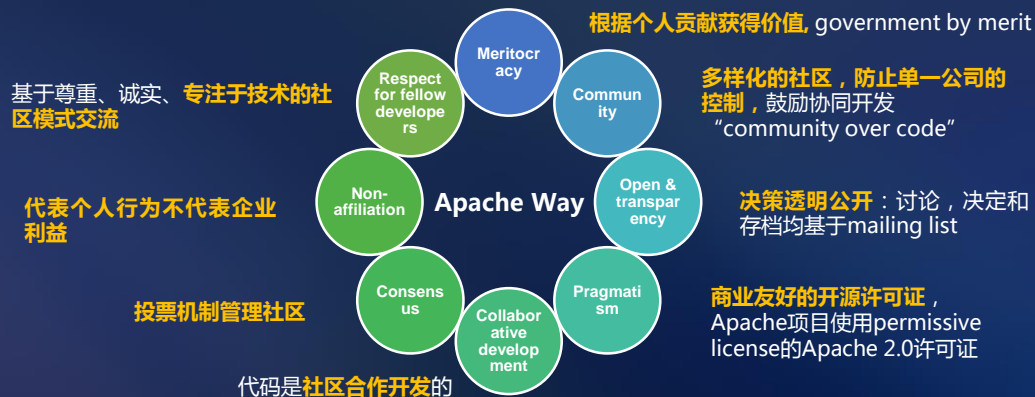 根据个人贡献获得价值, government by merit
Meritocr
acy
Commun
ity
多样化的社区，防止单一公司的
控制，鼓励协同开发
“community over code”
Open &
transpar
ency
决策透明公开：讨论，决定和
存档均基于mailing list
Pragmati
sm
商业友好的开源许可证，
Apache项目使用permissive
license的Apache 2.0许可证
Collabor
ative
develop
ment
代码是社区合作开发的
Consens
us
投票机制管理社区
Non-
affiliation
代表个人行为不代表企业
利益
Respect
for fellow
develope
rs
基于尊重、诚实、专注于技术的社
区模式交流
Apache Way